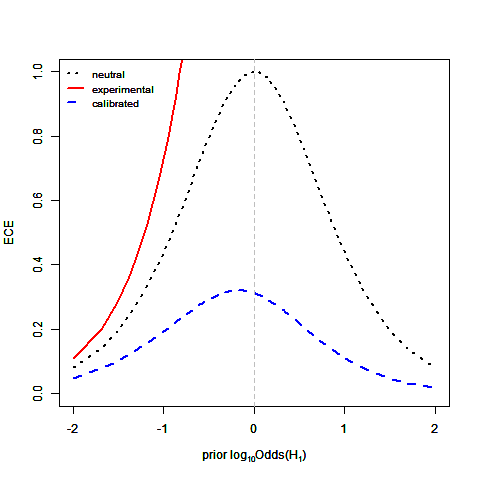 neutral
experimental
calibrated
ECE
0.0
0.2
0.4
0.6
0.8
1.0
-2
-1
0
1
2
prior log₁₀Odds(H₁)